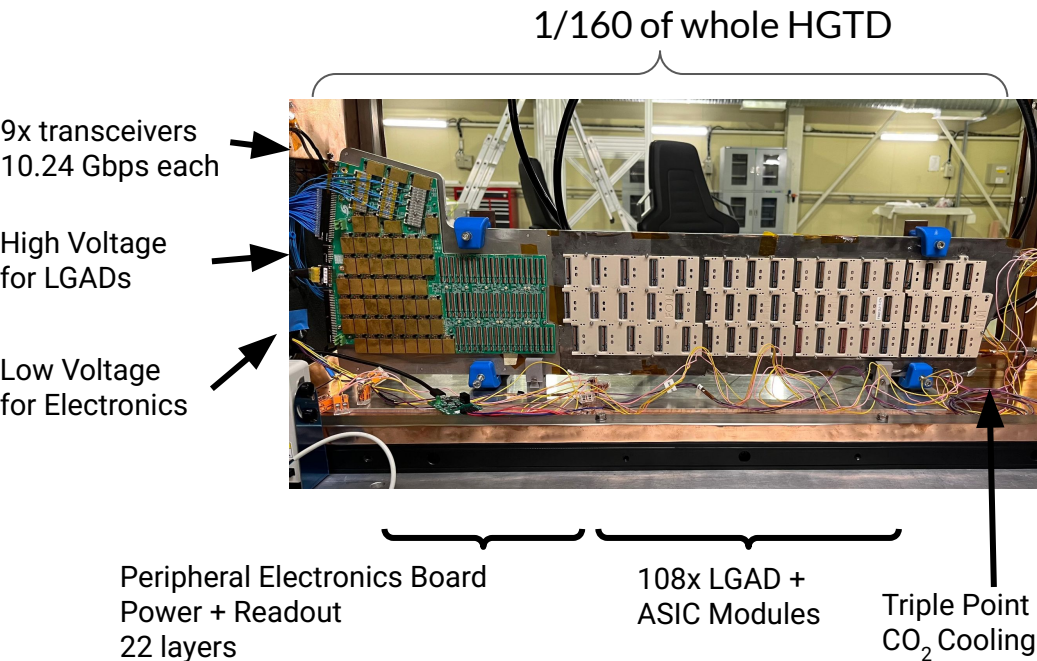 1/160 of whole HGTD
9x transceivers
10.24 Gbps each
High Voltage
for LGADs
Low Voltage
for Electronics
Peripheral Electronics Board
Power + Readout
22 layers
108x LGAD +
ASIC Modules
Triple Point
CO₂ Cooling